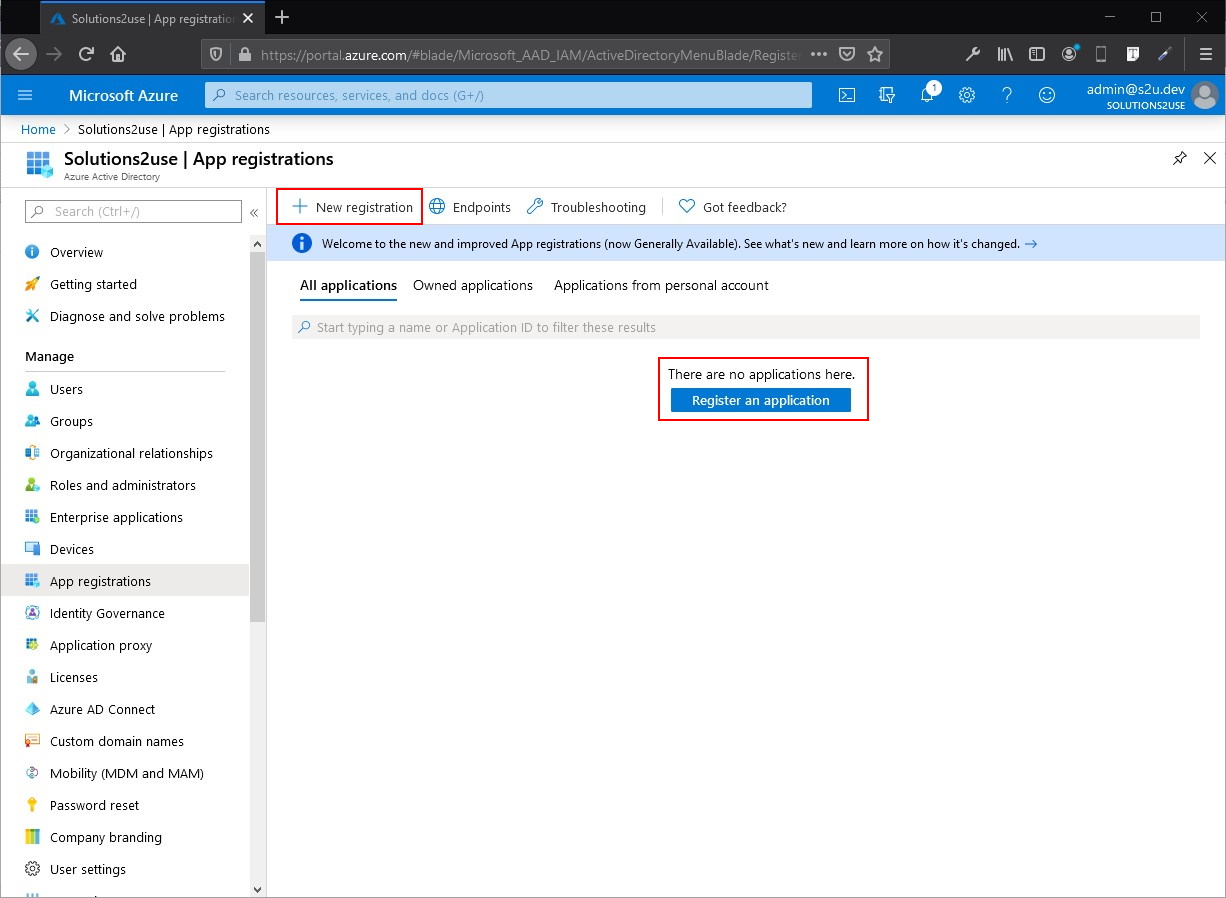 Solutions2use | App registration
https://portal.azure.com/#blade/Microsoft_AAD_IAM/ActiveDirectoryMenuBlade/Register
Microsoft Azure
Search resources, services, and docs (G+/)
1
admin@s2u.dev
SOLUTIONS2USE
Home > Solutions2use | App registrations
Solutions2use | App registrations
Azure Active Directory
Search (Ctrl+/)
«
New registration
Endpoints
Troubleshooting
Got feedback?
Welcome to the new and improved App registrations (now Generally Available). See what's new and learn more on how it's changed. →
All applications
Owned applications
Applications from personal account
Start typing a name or Application ID to filter these results
There are no applications here.
Register an application
Overview
Getting started
Diagnose and solve problems
Manage
Users
Groups
Organizational relationships
Roles and administrators
Enterprise applications
Devices
App registrations
Identity Governance
Application proxy
Licenses
Azure AD Connect
Custom domain names
Mobility (MDM and MAM)
Password reset
Company branding
User settings